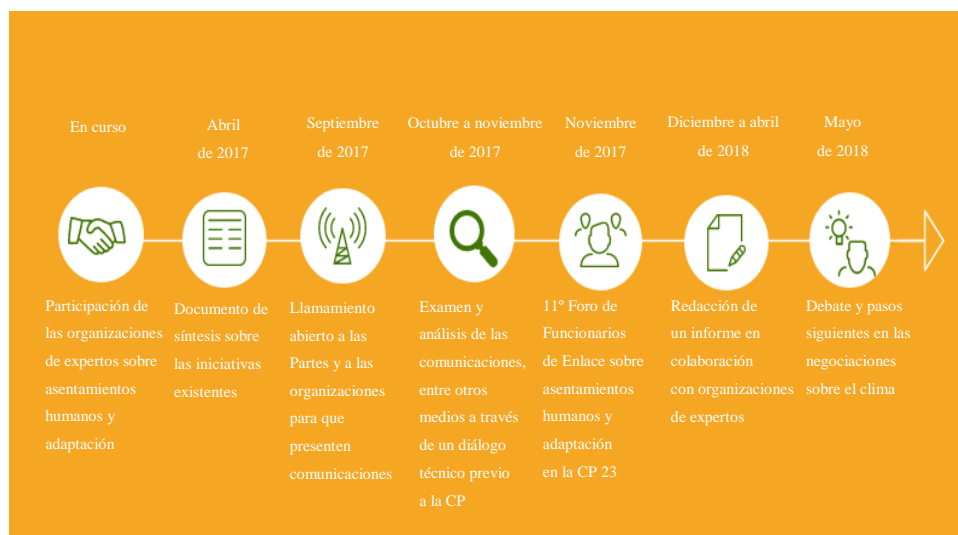 En curso
Abril
de 2017
Septiembre
de 2017
Octubre a noviembre
de 2017
Noviembre
de 2017
Diciembre a abril
de 2018
Mayo
de 2018
Participación de
las organizaciones
de expertos sobre
asentamientos
humanos y
adaptación
Documento de
síntesis sobre
las iniciativas
existentes
Llamamiento
abierto a las
Partes y a las
organizaciones
para que
presenten
comunicaciones
Examen y
análisis de las
comunicaciones,
entre otros
medios a través
de un diálogo
técnico previo
a la CP
11º Foro de
Funcionarios
de Enlace sobre
asentamientos
humanos y
adaptación
en la CP 23
Redacción de
un informe en
colaboración
con organizaciones
de expertos
Debate y pasos
siguientes en las
negociaciones
sobre el clima